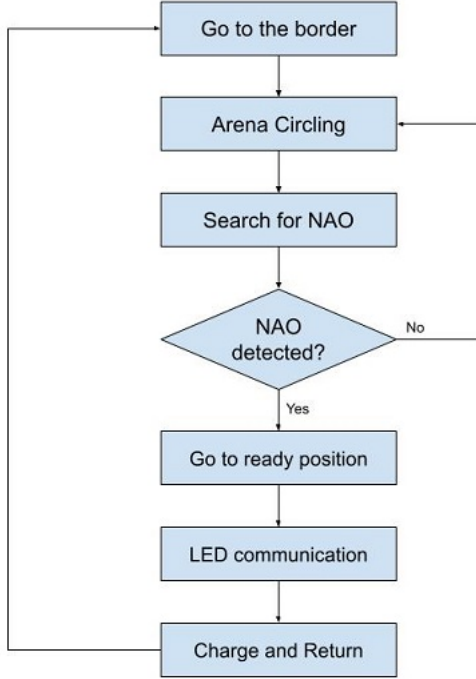 Go to the border
Arena Circling
Search for NAO
NAO
detected?
No
Yes
Go to ready position
LED communication
Charge and Return